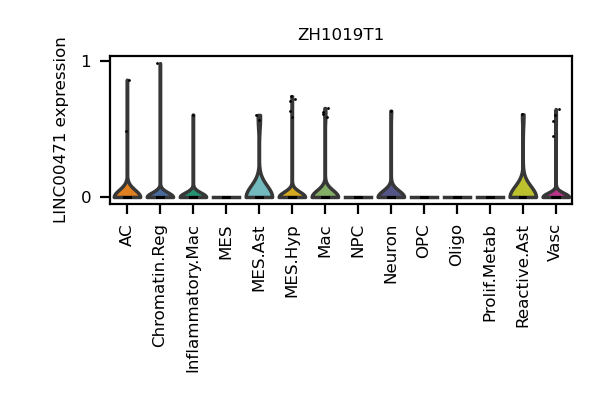 ZH1019T1
LINC00471 expression
1
0
AC
Chromatin.Reg
Inflammatory.Mac
MES
MES.Ast
MES.Hyp
Mac
NPC
Neuron
OPC
Oligo
Prolif.Metab
Reactive.Ast
Vasc